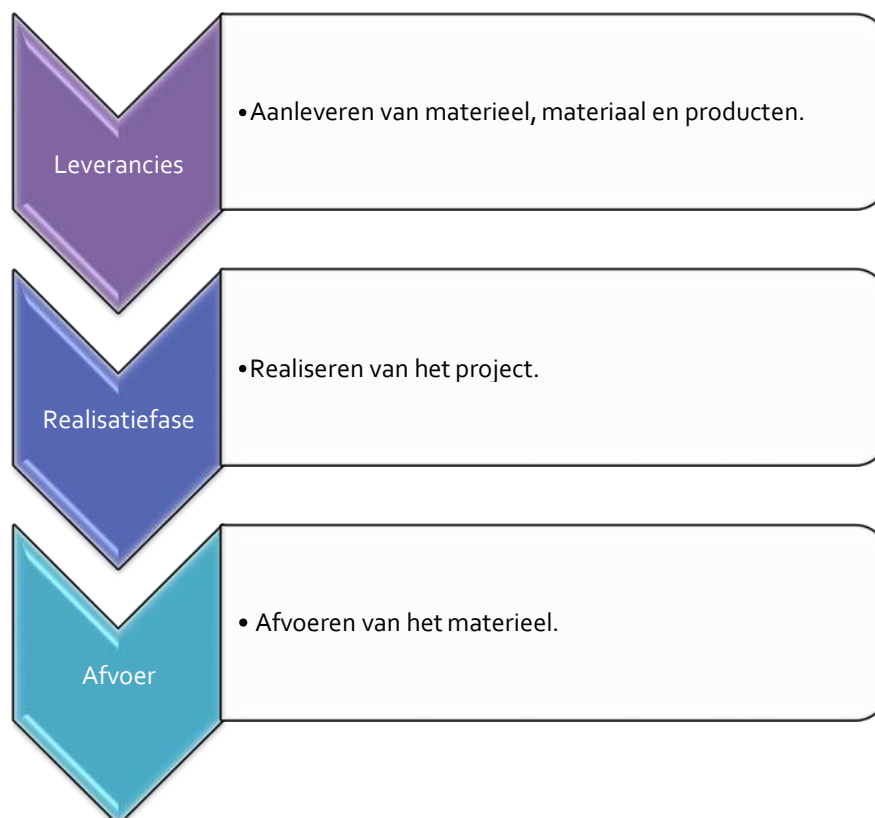 Leverancies
•Aanleveren van materieel, materiaal en producten.
Realisatiefase
•Realiseren van het project.
Afvoer
• Afvoeren van het materieel.